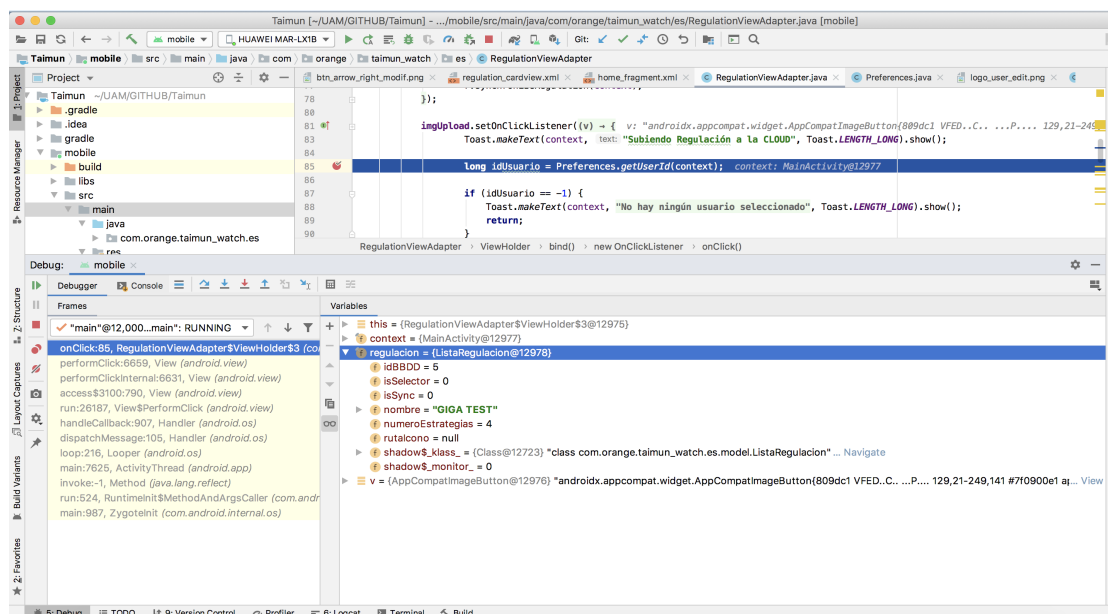 Taimun [~/UAM/GITHUB/Taimun] - .../mobile/src/main/java/com/orange/taimun_watch/es/RegulationViewAdapter.java [mobile]
mobile
HUAWEI MAR-LX1B
Git:
Taimun
mobile
src
main
java
com
orange
taimun_watch
es
RegulationViewAdapter
Project
btn_arrow_right_modif.png
regulation_cardview.xml
home_fragment.xml
RegulationViewAdapter.java
Preferences.java
logo_user_edit.png
Taimun ~/UAM/GITHUB/Taimun
.gradle
.idea
gradle
mobile
build
libs
src
main
java
com.orange.taimun_watch.es
res
78 });
80
81 imgUpload.setOnClickListener((v) → { v: "androidx.appcompat.widget.AppCompatImageButton{809dc1 VFED..C.. ...P.... 129,21-249
83 Toast.makeText(context, text: "Subiendo Regulación a la CLOUD", Toast.LENGTH_LONG).show();
84
85 long idUsuario = Preferences.getUserId(context); context: MainActivity@12977
86
87 if (idUsuario == -1) {
88 Toast.makeText(context, "No hay ningún usuario seleccionado", Toast.LENGTH_LONG).show();
89 return;
90 }
RegulationViewAdapter › ViewHolder › bind() › new OnClickListener › onClick()
1: Project
Resource Manager
Z: Structure
Layout Captures
Build Variants
2: Favorites
Debug: mobile
Debugger
Console
Frames
Variables
"main"@12,000...main": RUNNING
onClick:85, RegulationViewAdapter$ViewHolder$3 (co
performClick:6659, View (android.view)
performClickInternal:6631, View (android.view)
access$3100:790, View (android.view)
run:26187, View$PerformClick (android.view)
handleCallback:907, Handler (android.os)
dispatchMessage:105, Handler (android.os)
loop:216, Looper (android.os)
main:7625, ActivityThread (android.app)
invoke:-1, Method (java.lang.reflect)
run:524, RuntimeInit$MethodAndArgsCaller (com.andr
main:987, ZygoteInit (com.android.internal.os)
this = {RegulationViewAdapter$ViewHolder$3@12975}
context = {MainActivity@12977}
regulacion = {ListaRegulacion@12978}
idBBDD = 5
isSelector = 0
isSync = 0
nombre = "GIGA TEST"
numeroEstrategias = 4
rutaIcono = null
shadow$_klass_ = {Class@12723} "class com.orange.taimun_watch.es.model.ListaRegulacion" ... Navigate
shadow$_monitor_ = 0
v = {AppCompatImageButton@12976} "androidx.appcompat.widget.AppCompatImageButton{809dc1 VFED..C.. ...P.... 129,21-249,141 #7f0900e1 ap... View
5: Debug
TODO
9: Version Control
Profiler
6: Logcat
Terminal
Build